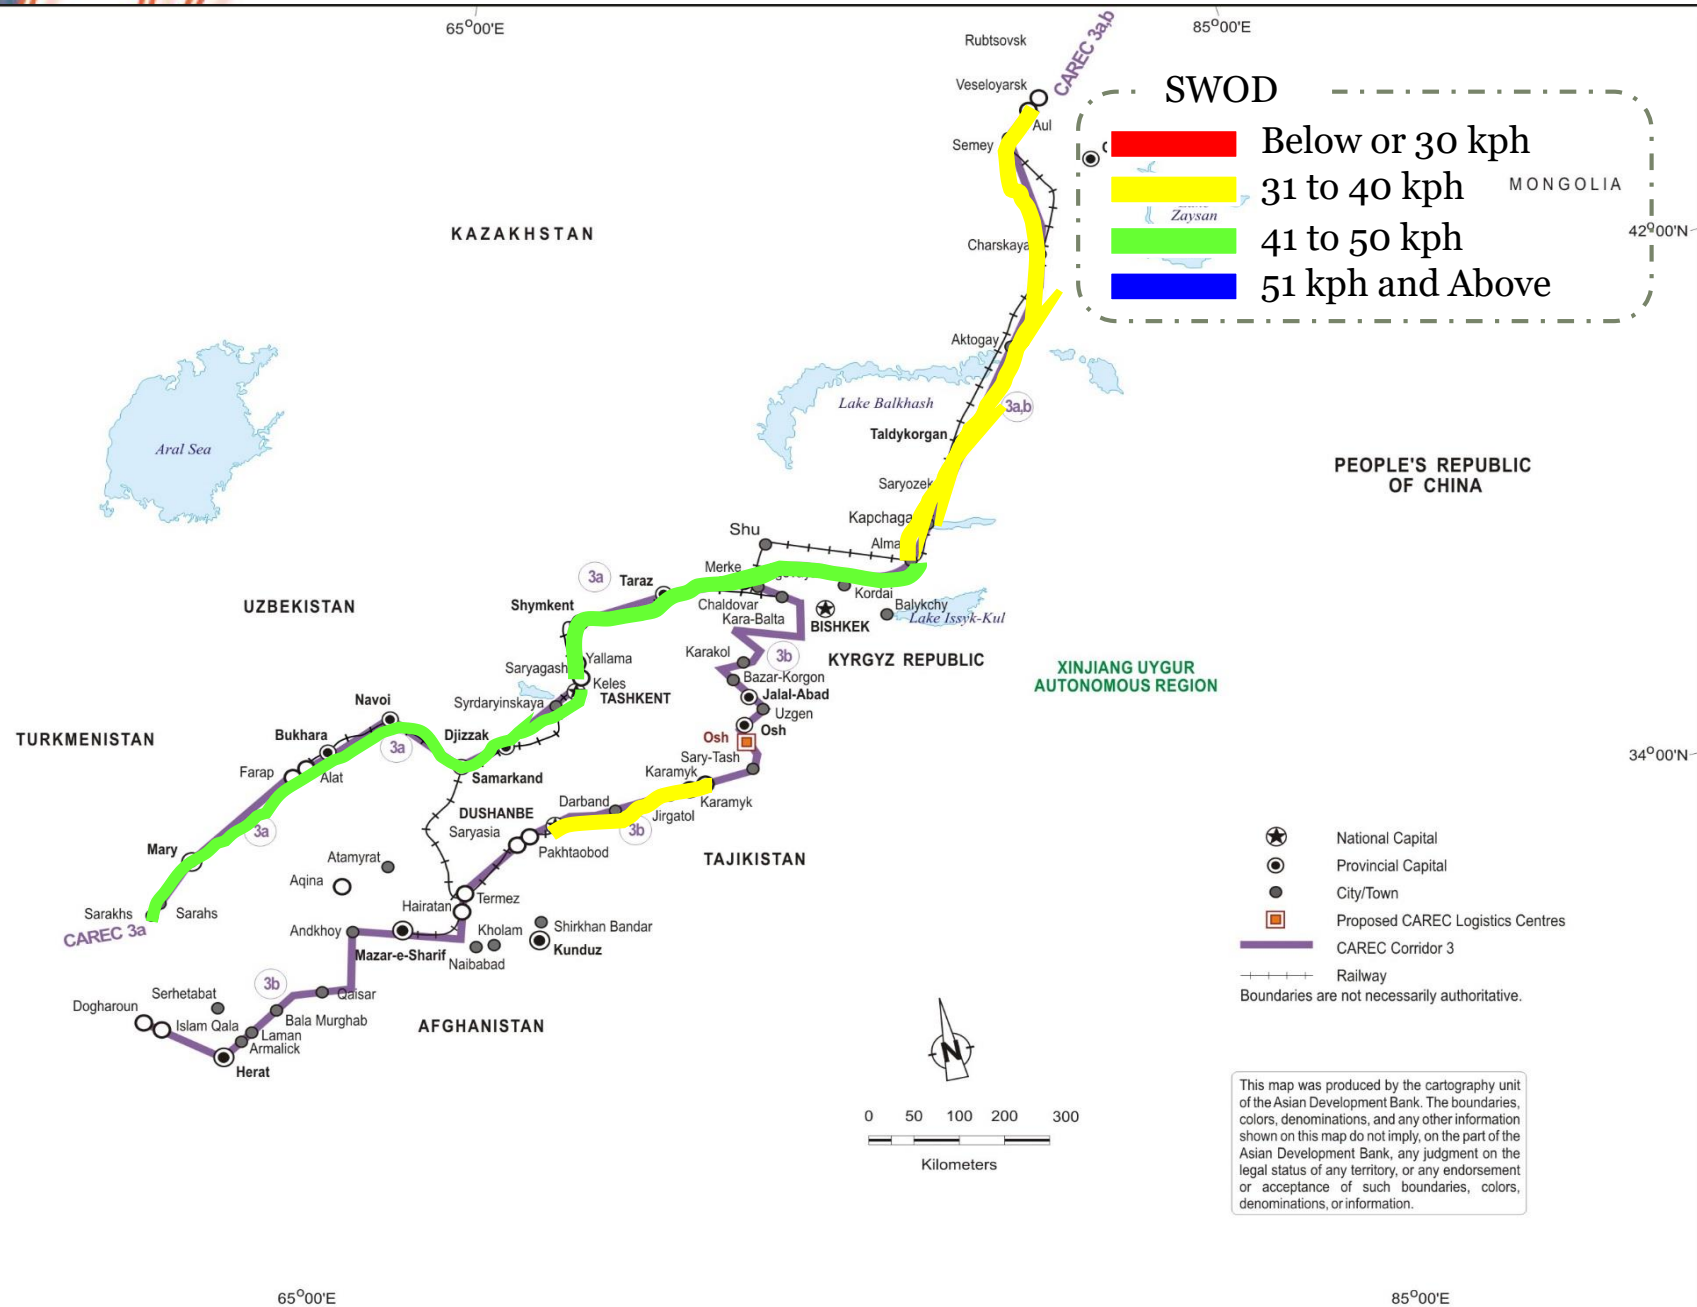 65°00'E
85°00'E
CAREC 3a,b
Rubtsovsk
Veseloyarsk
Aul
Semey
SWOD
Below or 30 kph
31 to 40 kph
41 to 50 kph
51 kph and Above
MONGOLIA
Zaysan
42°00'N
KAZAKHSTAN
Charskaya
Aktogay
Lake Balkhash
3a,b
Taldykorgan
Aral Sea
PEOPLE'S REPUBLIC
OF CHINA
Saryozek
Kapchaga
Shu
Alma
Merke
3a
Taraz
Kordai
Shymkent
Chaldovar
Balykchy
UZBEKISTAN
Kara-Balta
Lake Issyk-Kul
BISHKEK
Karakol
3b
KYRGYZ REPUBLIC
Yallama
Saryagash
XINJIANG UYGUR
AUTONOMOUS REGION
Bazar-Korgon
Keles
Jalal-Abad
TASHKENT
Syrdaryinskaya
Navoi
Uzgen
Osh
Osh
TURKMENISTAN
Bukhara
Djizzak
3a
Sary-Tash
34°00'N
Farap
Alat
Samarkand
Karamyk
Karamyk
Darband
Jirgatol
DUSHANBE
Saryasia
3b
3a
Mary
Pakhtaobod
TAJIKISTAN
Atamyrat
Aqina
Termez
Hairatan
Sarakhs
Sarahs
CAREC 3a
Andkhoy
Kholam
Shirkhan Bandar
Mazar-e-Sharif
Naibabad
Kunduz
3b
Serhetabat
Qaisar
Dogharoun
Islam Qala
Bala Murghab
Laman
Armalick
AFGHANISTAN
Herat
National Capital
Provincial Capital
City/Town
Proposed CAREC Logistics Centres
CAREC Corridor 3
Railway
Boundaries are not necessarily authoritative.
N
0 50 100 200 300
Kilometers
This map was produced by the cartography unit
of the Asian Development Bank. The boundaries,
colors, denominations, and any other information
shown on this map do not imply, on the part of the
Asian Development Bank, any judgment on the
legal status of any territory, or any endorsement
or acceptance of such boundaries, colors,
denominations, or information.
65°00'E
85°00'E